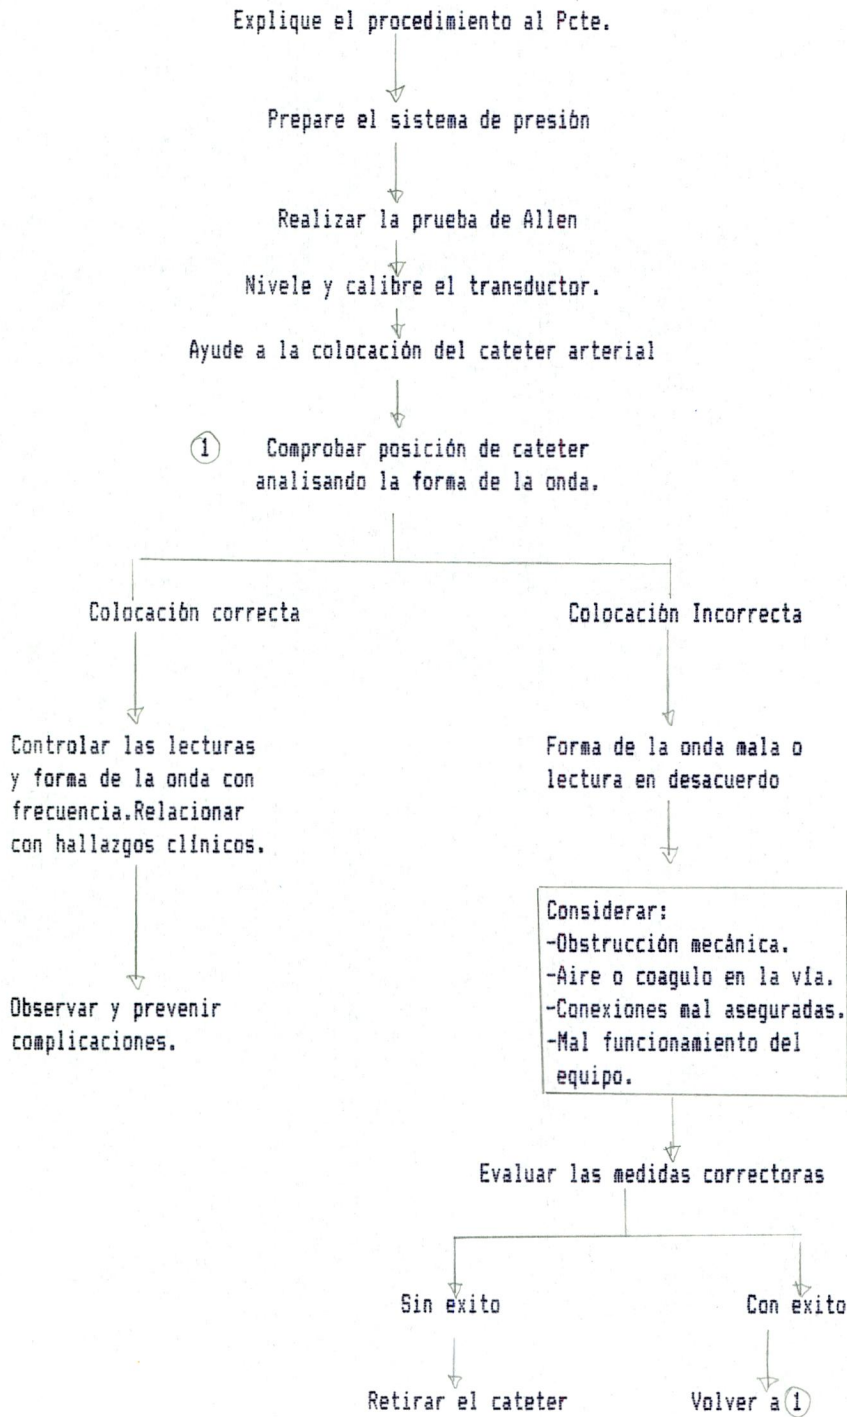 Explique el procedimiento al Pcte.
Prepare el sistema de presión
Realizar la prueba de Allen
Nivele y calibre el transductor.
Ayude a la colocación del cateter arterial
1 Comprobar posición de cateter
analisando la forma de la onda.
Colocación correcta
Controlar las lecturas
y forma de la onda con
frecuencia.Relacionar
con hallazgos clínicos.
Observar y prevenir
complicaciones.
Colocación Incorrecta
Forma de la onda mala o
lectura en desacuerdo
Considerar:
-Obstrucción mecánica.
-Aire o coagulo en la vía.
-Conexiones mal aseguradas.
-Mal funcionamiento del
equipo.
Evaluar las medidas correctoras
Sin exito
Retirar el cateter
Con exito
Volver a 1